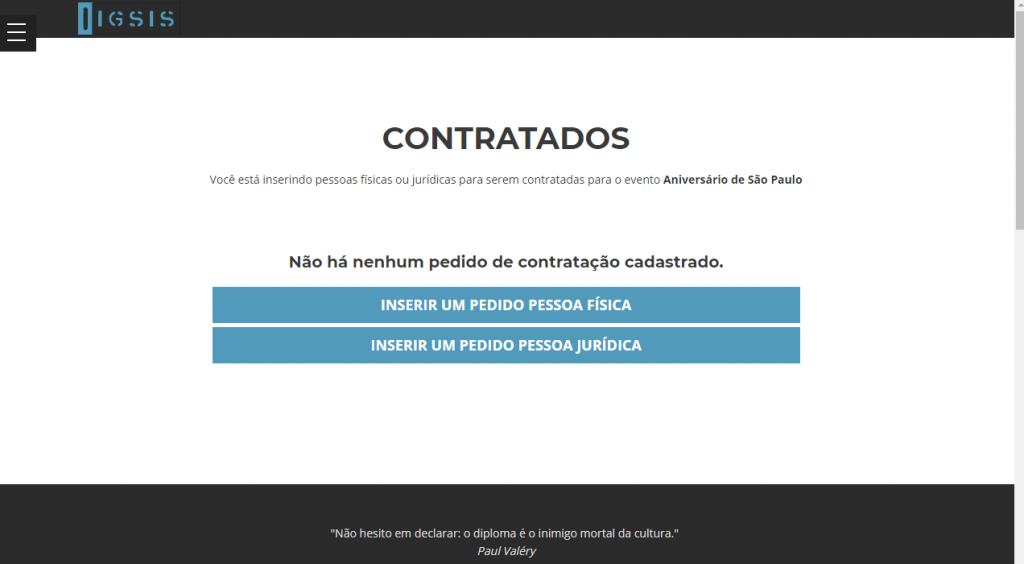 IGSIS
CONTRATADOS
Você está inserindo pessoas físicas ou jurídicas para serem contratadas para o evento Aniversário de São Paulo
Não há nenhum pedido de contratação cadastrado.
INSERIR UM PEDIDO PESSOA FÍSICA
INSERIR UM PEDIDO PESSOA JURÍDICA
"Não hesito em declarar: o diploma é o inimigo mortal da cultura."
Paul Valéry